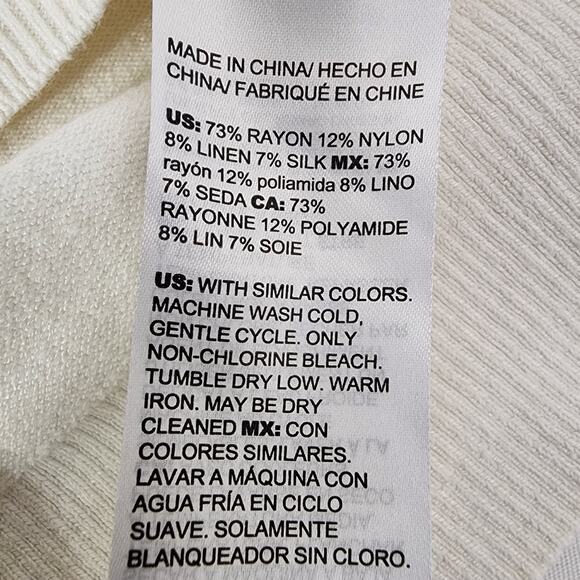 MADE IN CHINA/ HECHO EN
CHINA/ FABRIQUÉ EN CHINE
US: 73% RAYON 12% NYLON
8% LINEN 7% SILK MX: 73%
rayón 12% poliamida 8% LINO
7% SEDA CA: 73%
RAYONNE 12% POLYAMIDE
8% LIN 7% SOIE
US: WITH SIMILAR COLORS.
MACHINE WASH COLD,
GENTLE CYCLE. ONLY
NON-CHLORINE BLEACH.
TUMBLE DRY LOW. WARM
IRON. MAY BE DRY
CLEANED MX: CON
COLORES SIMILARES.
LAVAR A MÁQUINA CON
AGUA FRÍA EN CICLO
SUAVE. SOLAMENTE
BLANQUEADOR SIN CLORO.